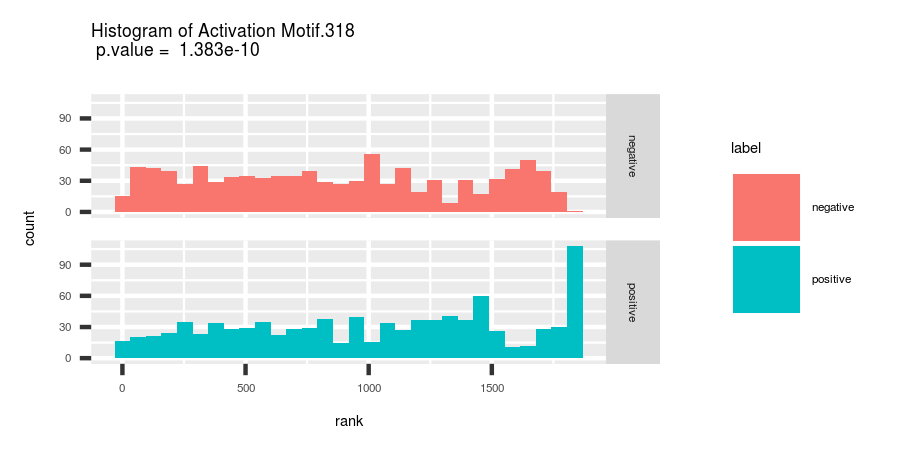 Histogram of Activation Motif.318
p.value = 1.383e-10
count
90
60
30
0
negative
90
60
30
0
positive
0 500 1000 1500
rank
label
negative
positive